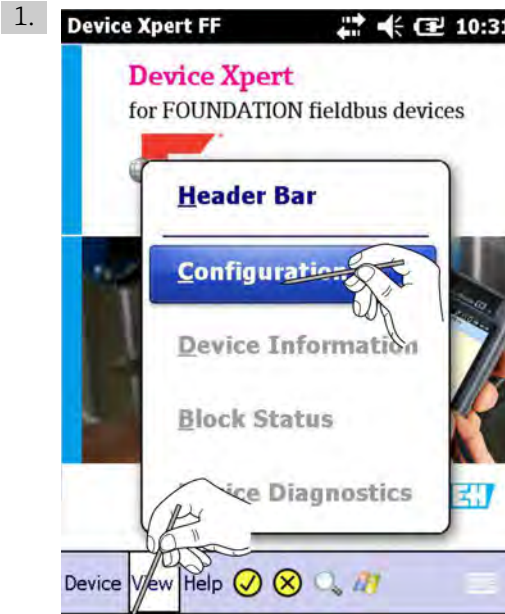 1.
Device Xpert FF 10:31
Device Xpert
for FOUNDATION fieldbus devices
Header Bar
Configuration
Device Information
Block Status
Diagnostics
EH
Device View Help